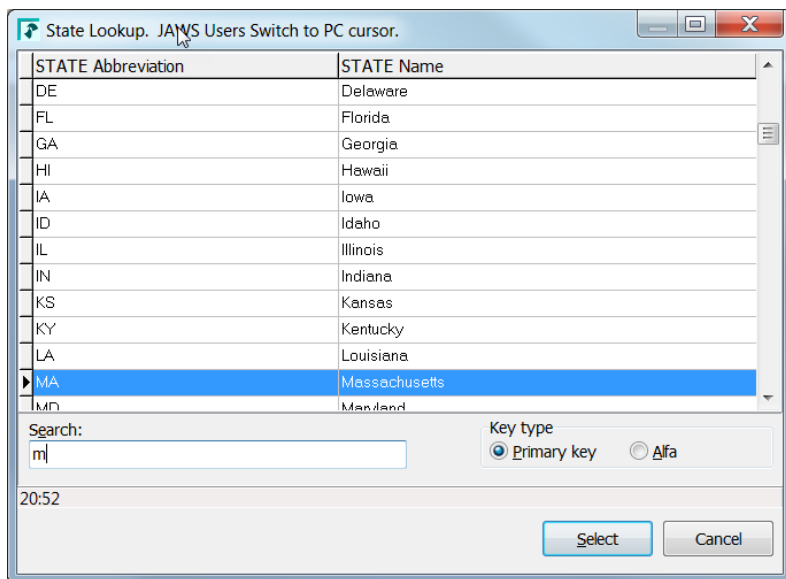 State Lookup.  JAWS Users Switch to PC cursor.
STATE Abbreviation STATE Name
DE Delaware
FL Florida
GA Georgia
HI Hawaii
IA Iowa
ID Idaho
IL Illinois
IN Indiana
KS Kansas
KY Kentucky
LA Louisiana
MA Massachusetts
MD Maryland
Search: Key type
m Primary key Alfa
20:52
Select Cancel